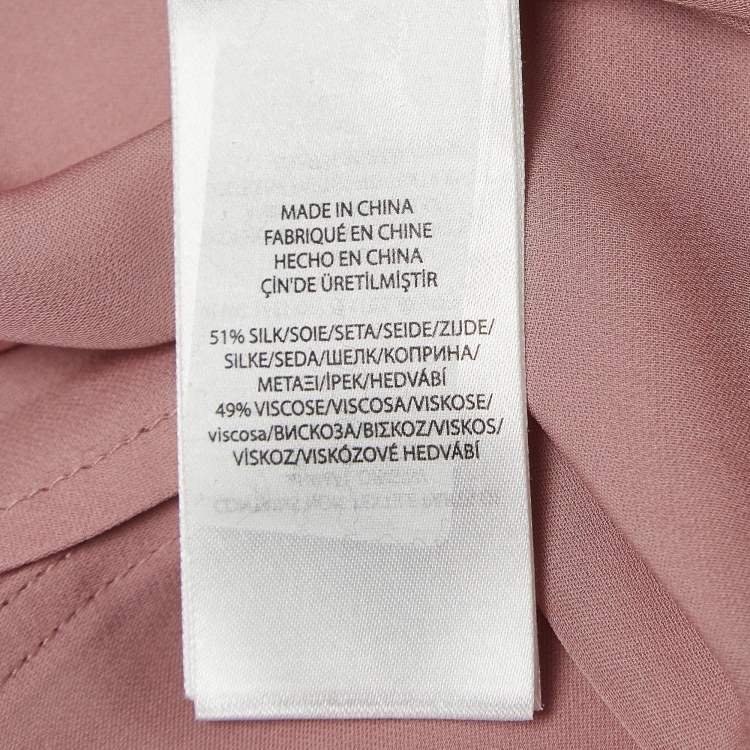 MADE IN CHINA
FABRIQUÉ EN CHINE
HECHO EN CHINA
ÇİN'DE ÜRETİLMİŞTİR
51% SILK/SOIE/SETA/SEIDE/ZIJDE/
SILKE/SEDA/ШЕЛК/КОПРИНА/
ΜΕΤΑΞΙ/İPEK/HEDVÁBÍ
49% VISCOSE/VISCOSA/VISKOSE/
viscosa/ВИСКОЗА/ΒΙΣΚΟΖ/VISKOS/
VİSKOZ/VISKÓZOVÉ HEDVÁBÍ